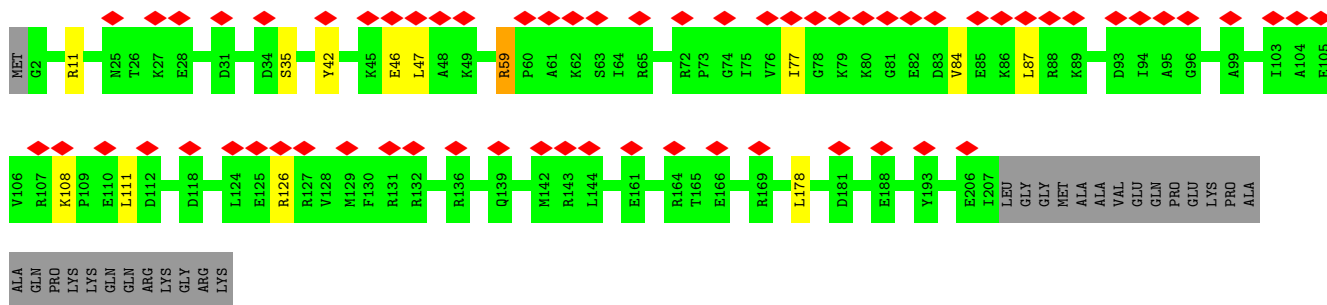 MET G2 R11 N25 T26 K27 E28 D31 D34 S35 Y42 K45 E46 L47 A48 K49 R59 P60 A61 K62 S63 I64 R65 R72 P73 G74 I75 V76 I77 G78 K79 K80 G81 E82 D83 V84 E85 K86 L87 R88 K89 D93 I94 A95 G96 A99 I103 A104 E105
V106 R107 K108 P109 E110 L111 D112 D118 L124 E125 R126 R127 V128 M129 F130 R131 R132 R136 Q139 M142 R143 L144 E161 R164 T165 E166 R169 L178 D181 E188 Y193 E206 I207 LEU GLY GLY MET ALA ALA VAL GLU GLN PRO GLU LYS PRO ALA
ALA GLN PRO LYS LYS GLN GLN ARG LYS GLY ARG LYS